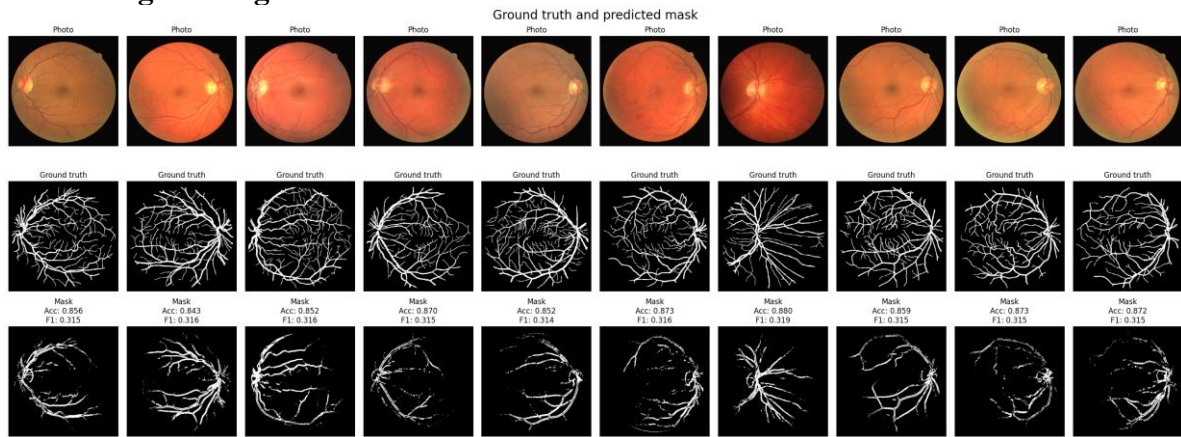 Ground truth and predicted mask
Photo Photo Photo Photo Photo Photo Photo Photo Photo Photo
Ground truth Ground truth Ground truth Ground truth Ground truth Ground truth Ground truth Ground truth Ground truth Ground truth
Mask Mask Mask Mask Mask Mask Mask Mask Mask Mask
Acc: 0.856 Acc: 0.843 Acc: 0.852 Acc: 0.870 Acc: 0.852 Acc: 0.873 Acc: 0.880 Acc: 0.859 Acc: 0.873 Acc: 0.872
F1: 0.315 F1: 0.316 F1: 0.316 F1: 0.315 F1: 0.314 F1: 0.316 F1: 0.319 F1: 0.315 F1: 0.315 F1: 0.315